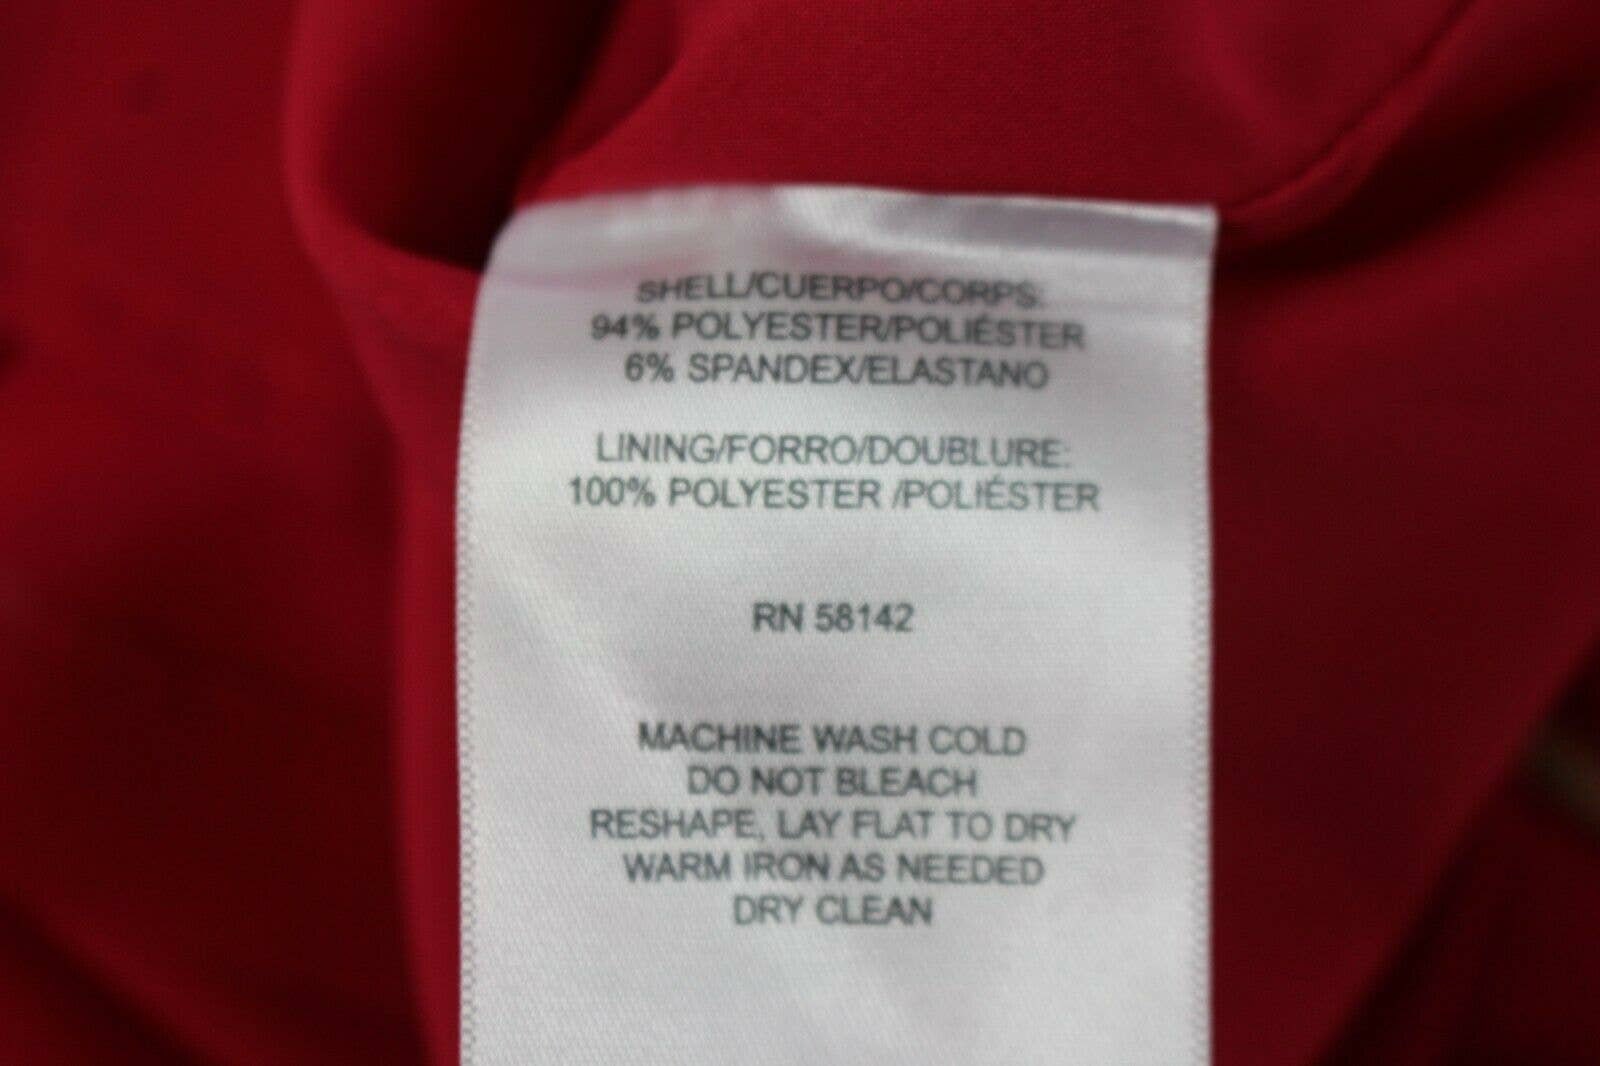 SHELL/CUERPO/CORPS:
94% POLYESTER/POLIÉSTER
6% SPANDEX/ELASTANO
LINING/FORRO/DOUBLURE:
100% POLYESTER /POLIÉSTER
RN 58142
MACHINE WASH COLD
DO NOT BLEACH
RESHAPE, LAY FLAT TO DRY
WARM IRON AS NEEDED
DRY CLEAN